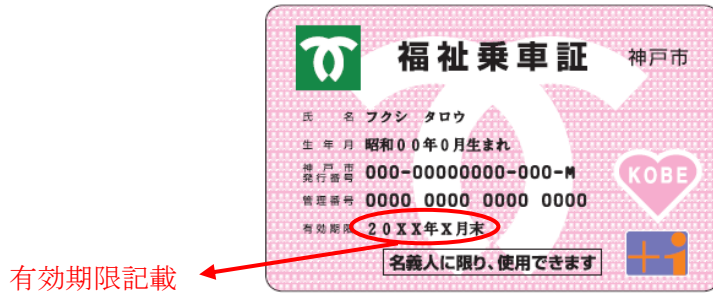 福祉乗車証 神戸市
氏名 フクシ タロウ
生年月 昭和00年0月生まれ
神戸市発行番号 000-00000000-000-M
管理番号 0000 0000 0000 0000
有効期限 20XX年X月末
名義人に限り、使用できます
KOBE
+i
有効期限記載